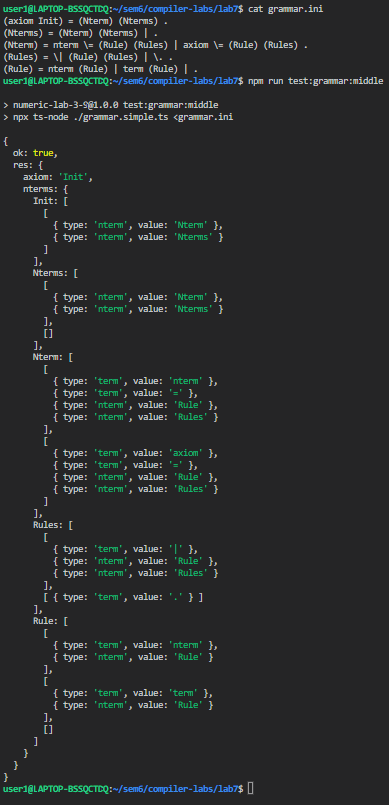 user1@LAPTOP-BSSQCTDQ:~/sem6/compiler-labs/lab7$ cat grammar.ini
(axiom Init) = (Nterm) (Nterms) .
(Nterms) = (Nterm) (Nterms) | .
(Nterm) = nterm \= (Rule) (Rules) | axiom \= (Rule) (Rules) .
(Rules) = \| (Rule) (Rules) | \. .
(Rule) = nterm (Rule) | term (Rule) | .
user1@LAPTOP-BSSQCTDQ:~/sem6/compiler-labs/lab7$ npm run test:grammar:middle

> numeric-lab-3-9@1.0.0 test:grammar:middle
> npx ts-node ./grammar.simple.ts <grammar.ini

{
  ok: true,
  res: {
    axiom: 'Init',
    nterms: {
      Init: [
        [
          { type: 'nterm', value: 'Nterm' },
          { type: 'nterm', value: 'Nterms' }
        ]
      ],
      Nterms: [
        [
          { type: 'nterm', value: 'Nterm' },
          { type: 'nterm', value: 'Nterms' }
        ],
        []
      ],
      Nterm: [
        [
          { type: 'term', value: 'nterm' },
          { type: 'term', value: '=' },
          { type: 'nterm', value: 'Rule' },
          { type: 'nterm', value: 'Rules' }
        ],
        [
          { type: 'term', value: 'axiom' },
          { type: 'term', value: '=' },
          { type: 'nterm', value: 'Rule' },
          { type: 'nterm', value: 'Rules' }
        ]
      ],
      Rules: [
        [
          { type: 'term', value: '|' },
          { type: 'nterm', value: 'Rule' },
          { type: 'nterm', value: 'Rules' }
        ],
        [ { type: 'term', value: '.' } ]
      ],
      Rule: [
        [
          { type: 'term', value: 'nterm' },
          { type: 'nterm', value: 'Rule' }
        ],
        [
          { type: 'term', value: 'term' },
          { type: 'nterm', value: 'Rule' }
        ],
        []
      ]
    }
  }
}
user1@LAPTOP-BSSQCTDQ:~/sem6/compiler-labs/lab7$